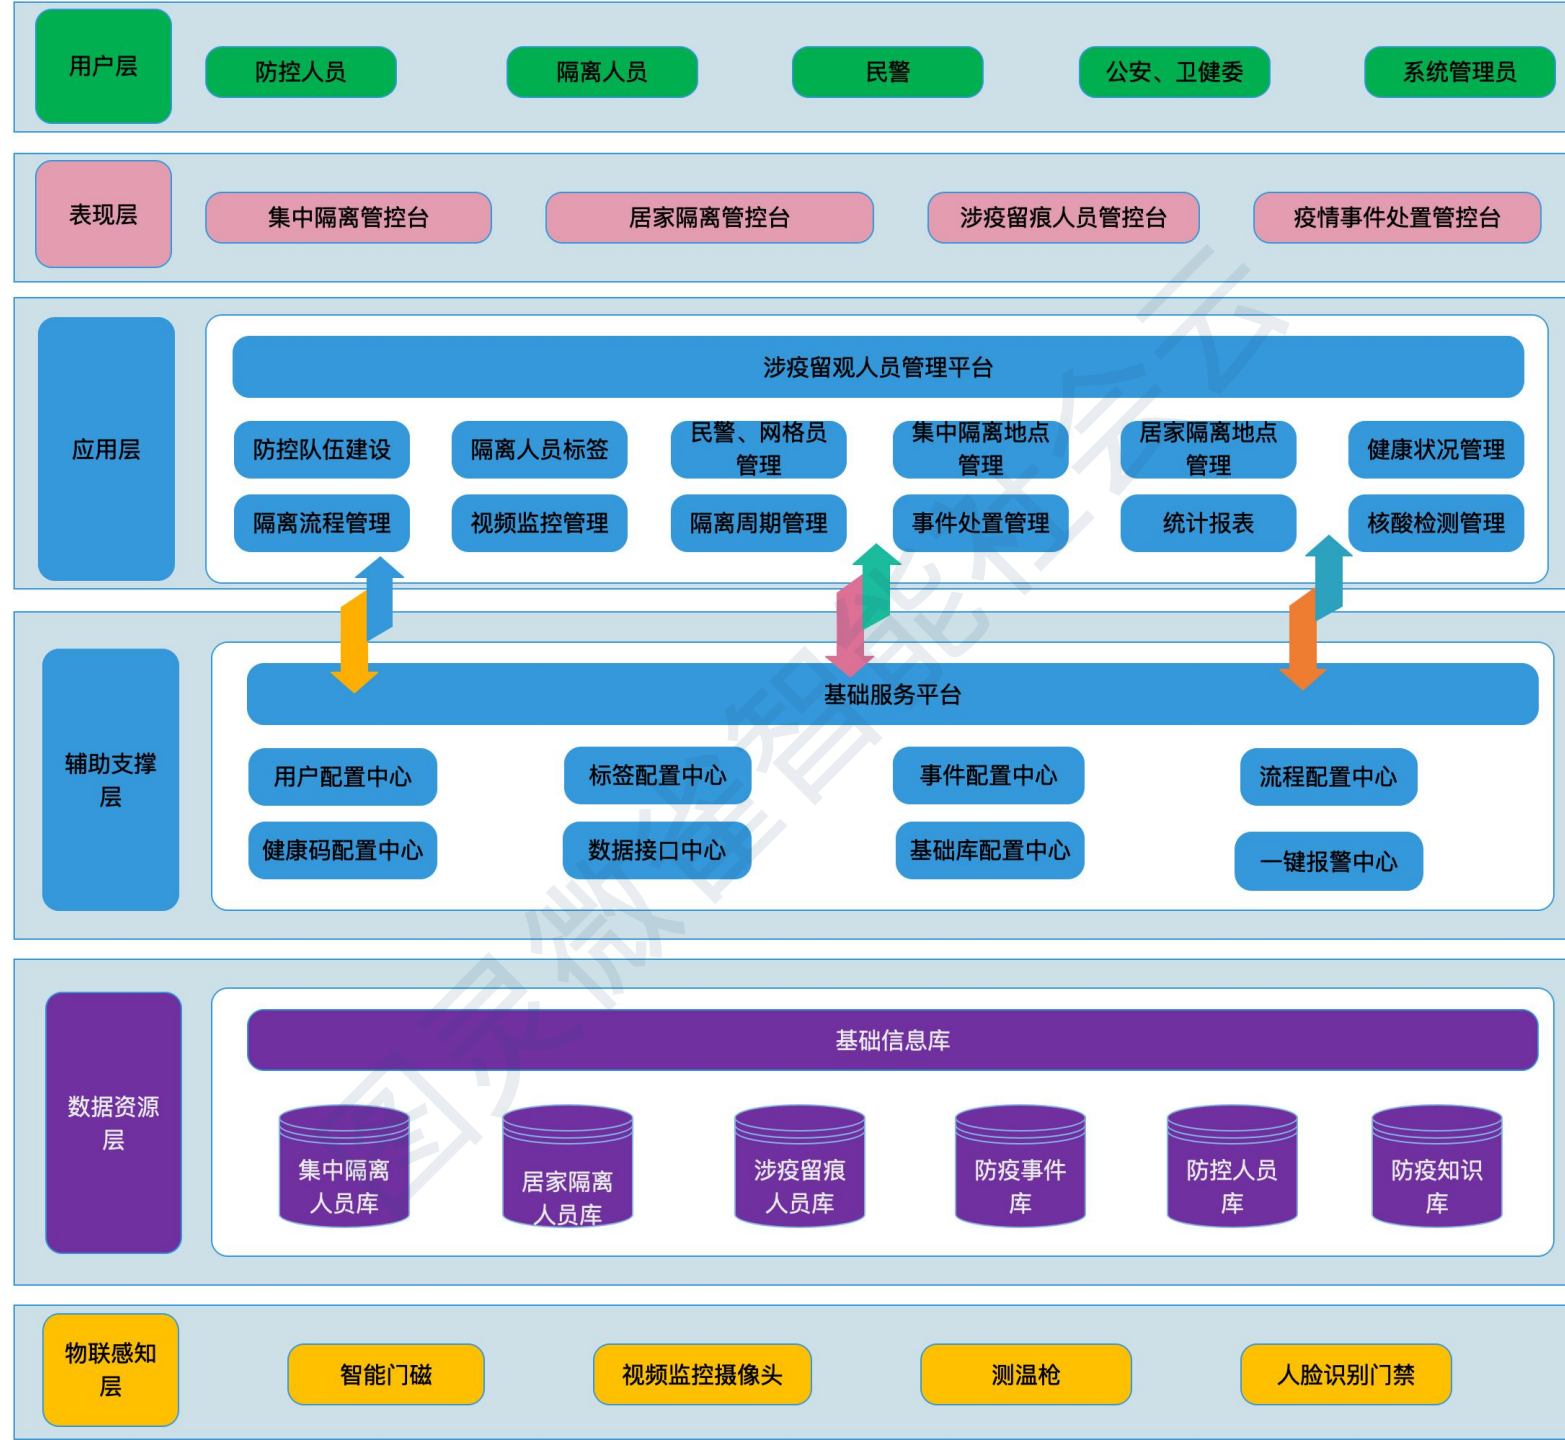 用户层
防控人员
隔离人员
民警
公安、卫健委
系统管理员
表现层
集中隔离管控台
居家隔离管控台
涉疫留痕人员管控台
疫情事件处置管控台
应用层
涉疫留观人员管理平台
防控队伍建设
隔离人员标签
民警、网格员
管理
集中隔离地点
管理
居家隔离地点
管理
健康状况管理
隔离流程管理
视频监控管理
隔离周期管理
事件处置管理
统计报表
核酸检测管理
辅助支撑
层
基础服务平台
用户配置中心
标签配置中心
事件配置中心
流程配置中心
健康码配置中心
数据接口中心
基础库配置中心
一键报警中心
数据资源
层
基础信息库
集中隔离
人员库
居家隔离
人员库
涉疫留痕
人员库
防疫事件
库
防控人员
库
防疫知识
库
物联感知
层
智能门磁
视频监控摄像头
测温枪
人脸识别门禁
图灵微雀智能社会云